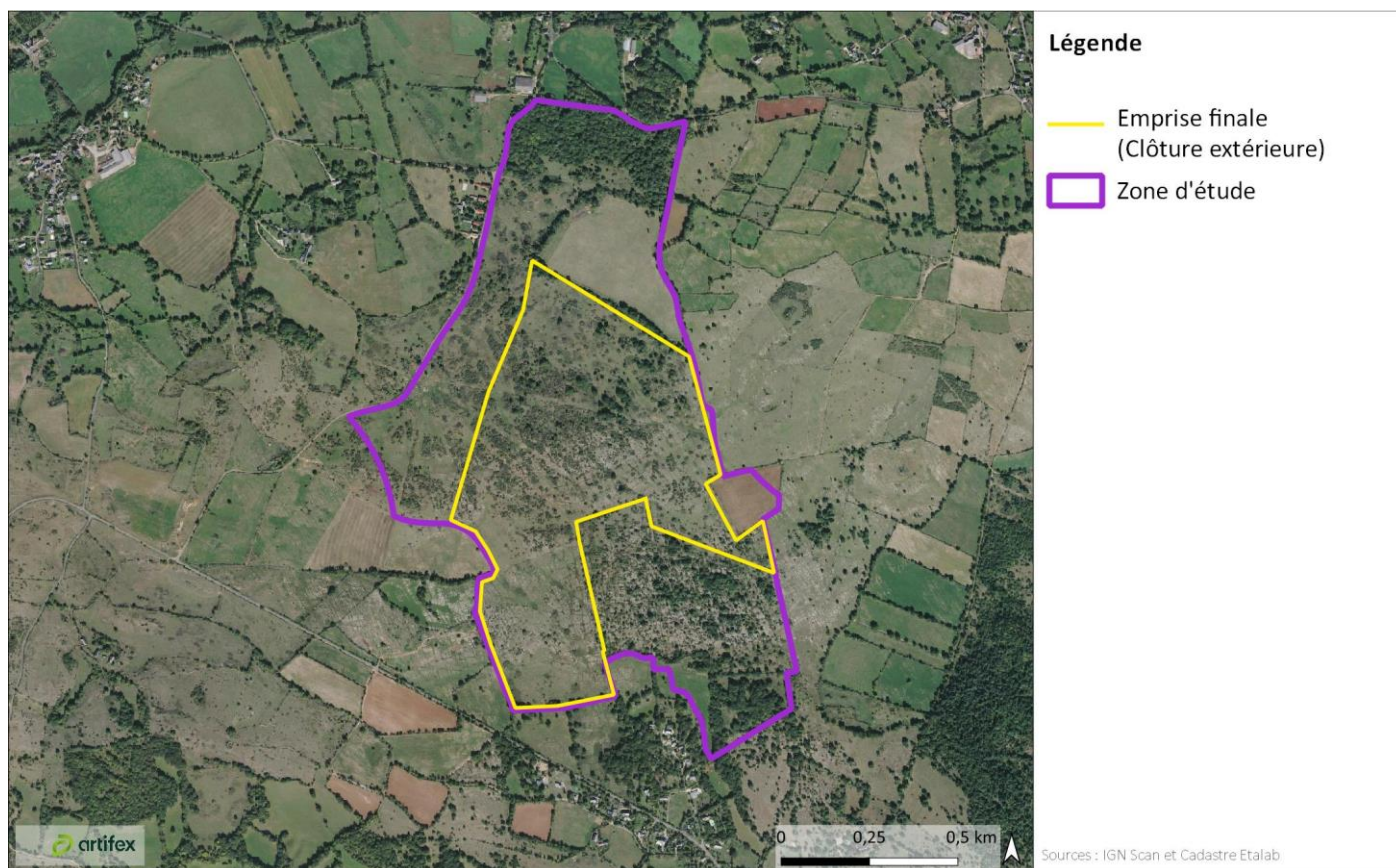 Légende
Emprise finale
(Clôture extérieure)
Zone d'étude
artifex
0 0,25 0,5 km
Sources : IGN Scan et Cadastre Etalab